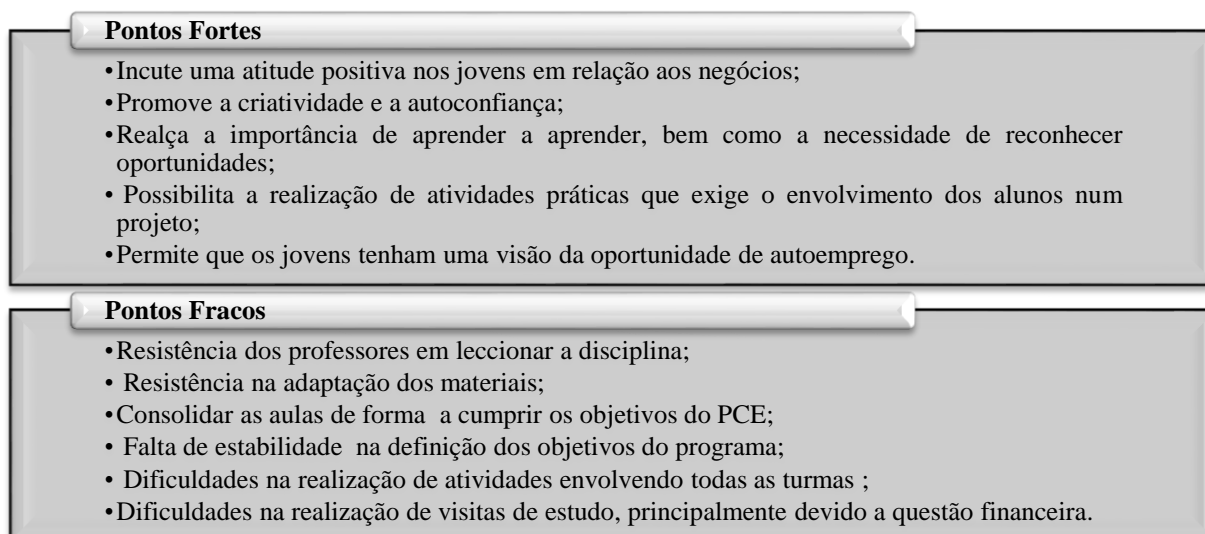 Pontos Fortes
•Incute uma atitude positiva nos jovens em relação aos negócios;
•Promove a criatividade e a autoconfiança;
•Realça a importância de aprender a aprender, bem como a necessidade de reconhecer
oportunidades;
• Possibilita a realização de atividades práticas que exige o envolvimento dos alunos num
projeto;
•Permite que os jovens tenham uma visão da oportunidade de autoemprego.
Pontos Fracos
•Resistência dos professores em leccionar a disciplina;
• Resistência na adaptação dos materiais;
•Consolidar as aulas de forma a cumprir os objetivos do PCE;
• Falta de estabilidade na definição dos objetivos do programa;
• Dificuldades na realização de atividades envolvendo todas as turmas ;
•Dificuldades na realização de visitas de estudo, principalmente devido a questão financeira.